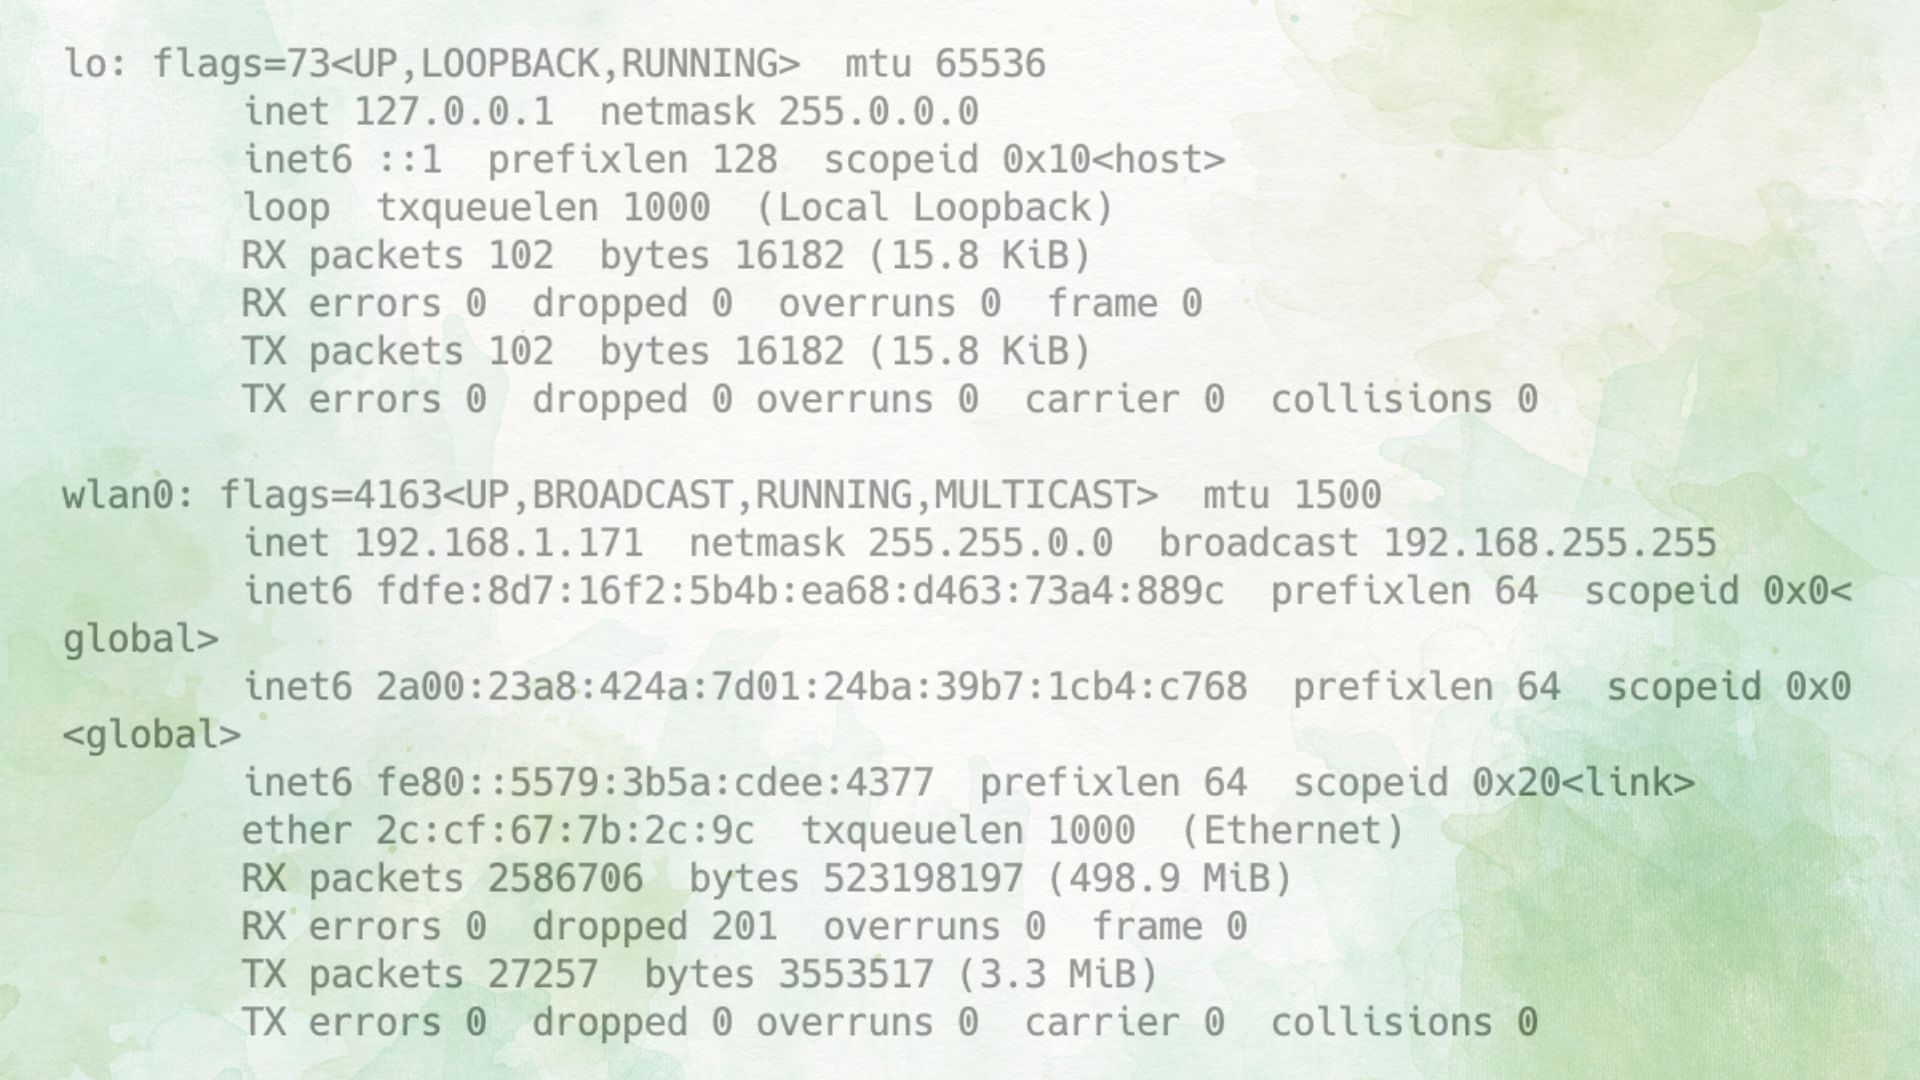 lo: flags=73<UP,LOOPBACK,RUNNING>  mtu 65536
        inet 127.0.0.1  netmask 255.0.0.0
        inet6 ::1  prefixlen 128  scopeid 0x10<host>
        loop  txqueuelen 1000  (Local Loopback)
        RX packets 102  bytes 16182 (15.8 KiB)
        RX errors 0  dropped 0  overruns 0  frame 0
        TX packets 102  bytes 16182 (15.8 KiB)
        TX errors 0  dropped 0 overruns 0  carrier 0  collisions 0

wlan0: flags=4163<UP,BROADCAST,RUNNING,MULTICAST>  mtu 1500
        inet 192.168.1.171  netmask 255.255.0.0  broadcast 192.168.255.255
        inet6 fdfe:8d7:16f2:5b4b:ea68:d463:73a4:889c  prefixlen 64  scopeid 0x0<
global>
        inet6 2a00:23a8:424a:7d01:24ba:39b7:1cb4:c768  prefixlen 64  scopeid 0x0
<global>
        inet6 fe80::5579:3b5a:cdee:4377  prefixlen 64  scopeid 0x20<link>
        ether 2c:cf:67:7b:2c:9c  txqueuelen 1000  (Ethernet)
        RX packets 2586706  bytes 523198197 (498.9 MiB)
        RX errors 0  dropped 201  overruns 0  frame 0
        TX packets 27257  bytes 3553517 (3.3 MiB)
        TX errors 0  dropped 0 overruns 0  carrier 0  collisions 0